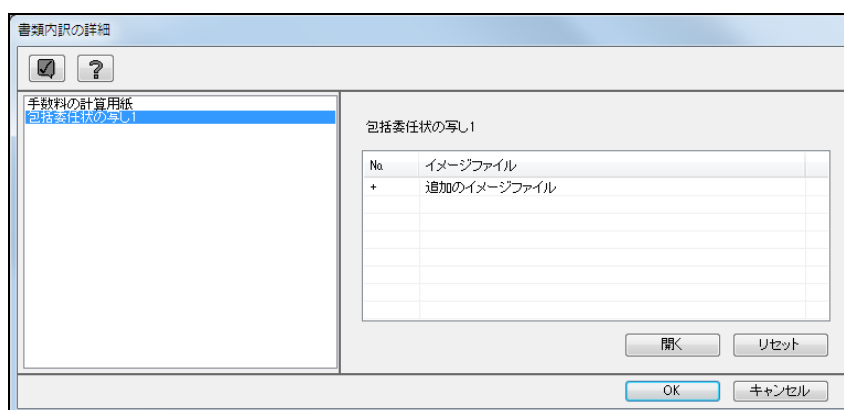 書類内訳の詳細
?
手数料の計算用紙
包括委任状の写し1
包括委任状の写し1
No. イメージファイル
+ 追加のイメージファイル
開く リセット
OK キャンセル